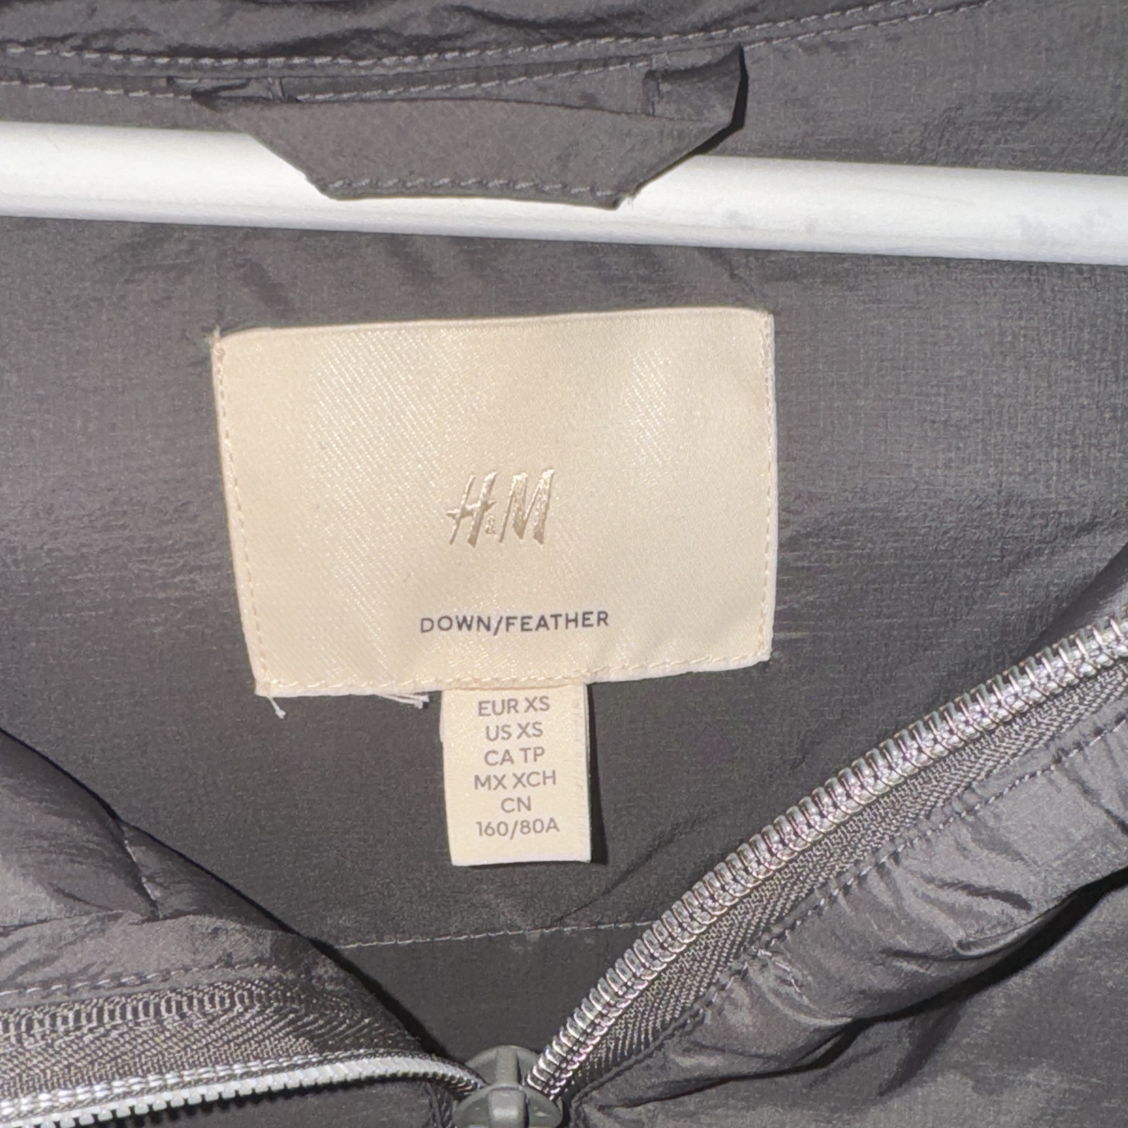 H&M
DOWN/FEATHER
EUR XS
US XS
CA TP
MX XCH
CN
160/80A